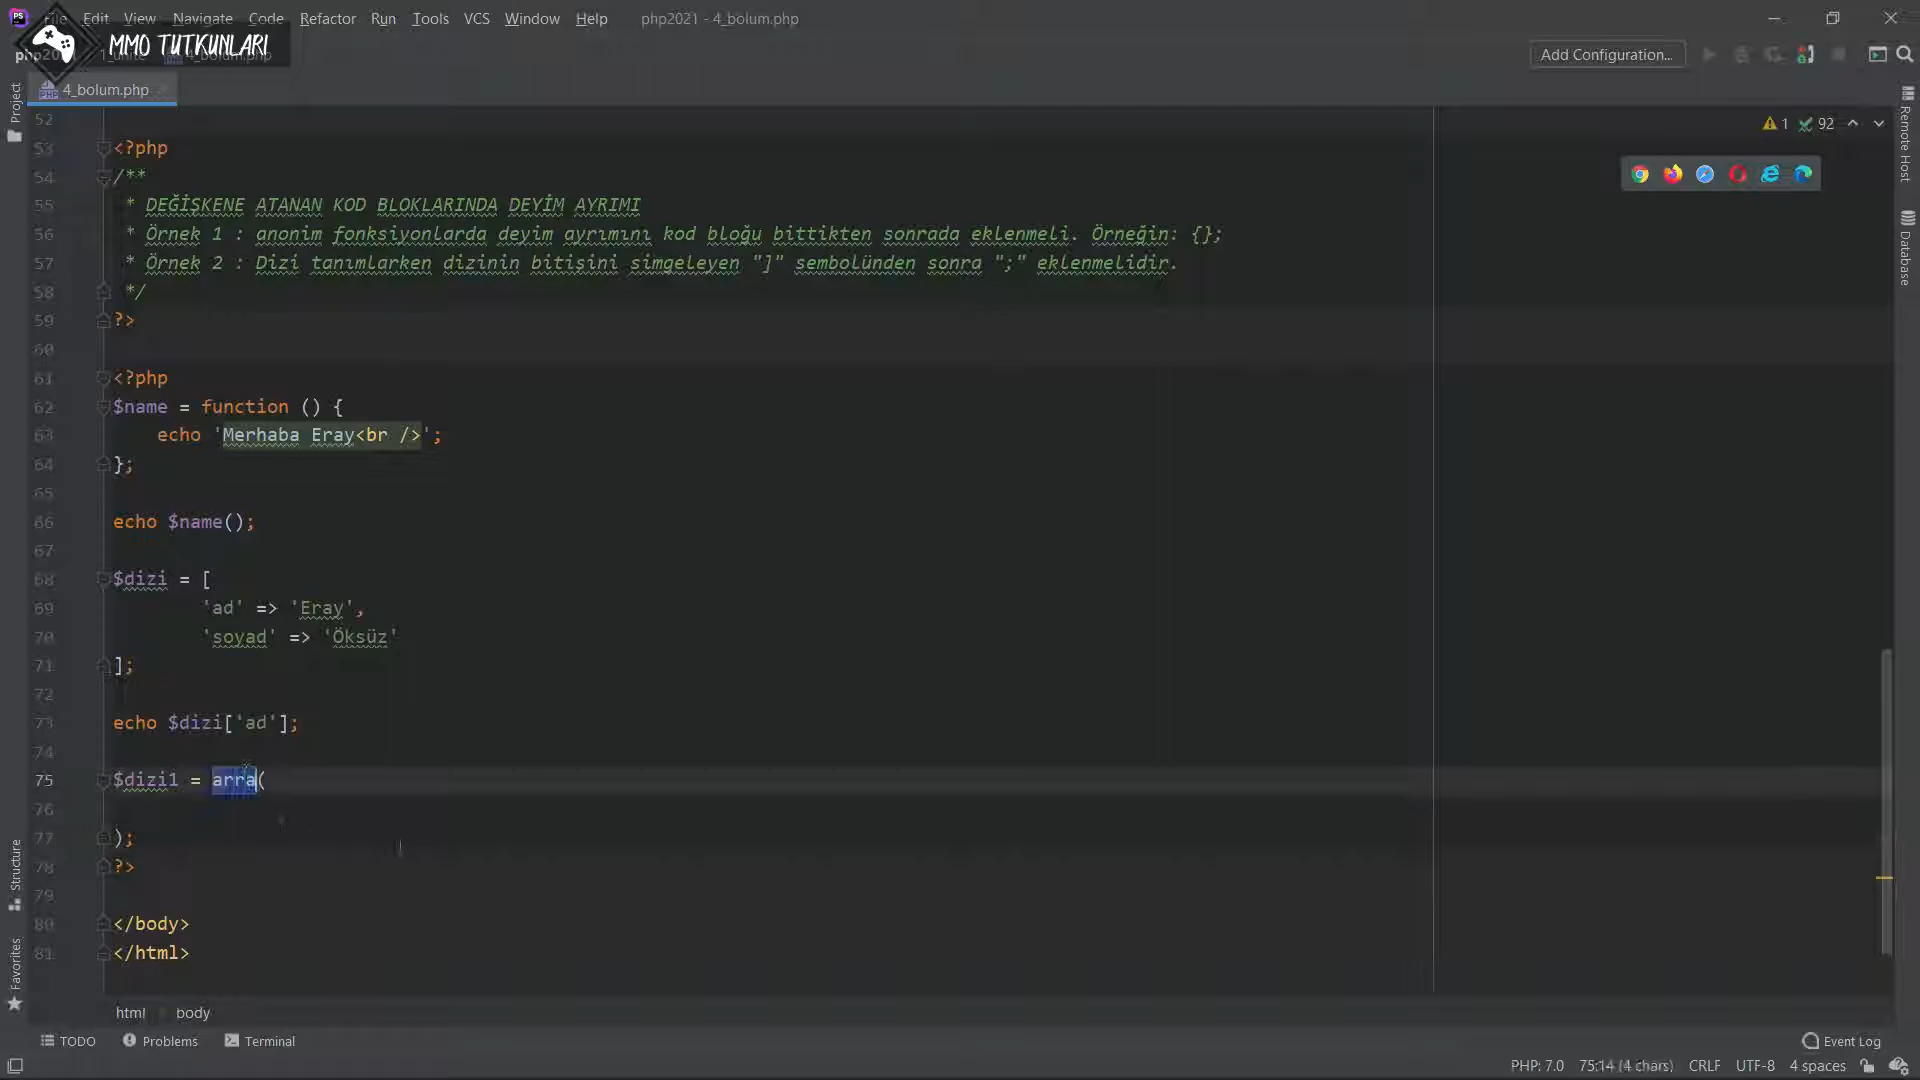 File Edit View Navigate Code Refactor Run Tools VCS Window Help php2021 - 4_bolum.php
MMO TUTKUNLARI
php20 1_unite 4_bolum.php
Add Configuration...
4_bolum.php
Project
Remote Host
Database
1 92
52
53 <?php
54 /**
55 * DEĞİŞKENE ATANAN KOD BLOKLARINDA DEYİM AYRIMI
56 * Örnek 1 : anonim fonksiyonlarda deyim ayrımını kod bloğu bittikten sonrada eklenmeli. Örneğin: {};
57 * Örnek 2 : Dizi tanımlarken dizinin bitişini simgeleyen "]" sembolünden sonra ";" eklenmelidir.
58 */
59 ?>
60
61 <?php
62 $name = function () {
63 echo 'Merhaba Eray<br />';
64 };
65
66 echo $name();
67
68 $dizi = [
69 'ad' => 'Eray',
70 'soyad' => 'Öksüz'
71 ];
72
73 echo $dizi['ad'];
74
75 $dizi1 = arra(
76
77 );
78 ?>
79
80 </body>
81 </html>
Structure
Favorites
html body
TODO Problems Terminal Event Log
PHP: 7.0 75:14 (4 chars) CRLF UTF-8 4 spaces